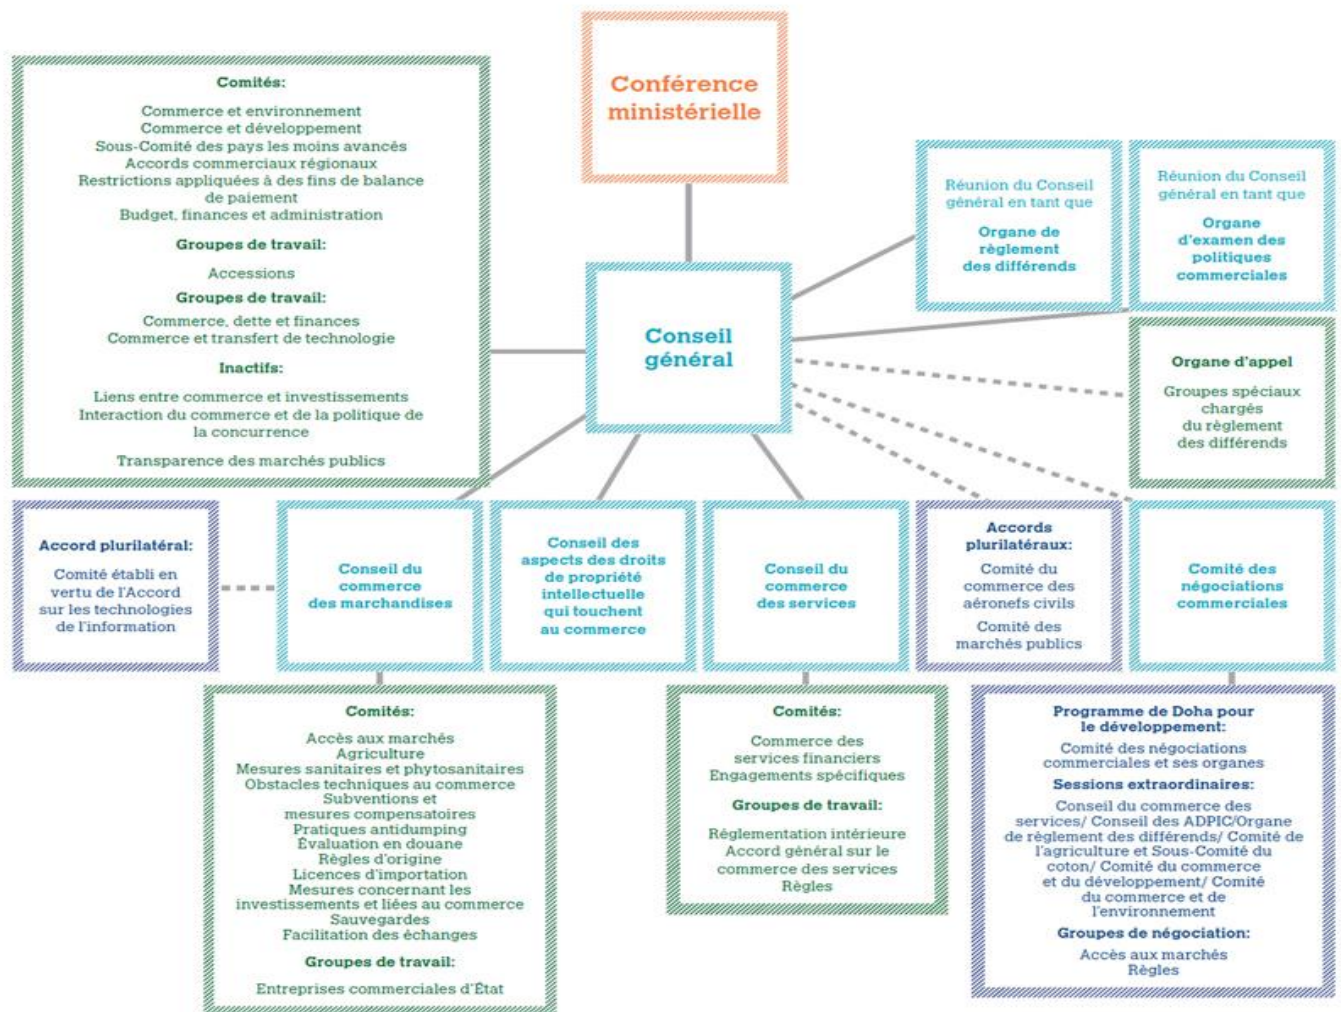 Conférence
ministérielle
Comités:
Commerce et environnement
Commerce et développement
Sous-Comité des pays les moins avancés
Accords commerciaux régionaux
Restrictions appliquées à des fins de balance
de paiement
Budget, finances et administration
Groupes de travail:
Accessions
Groupes de travail:
Commerce, dette et finances
Commerce et transfert de technologie
Inactifs:
Liens entre commerce et investissements
Interaction du commerce et de la politique de
la concurrence
Transparence des marchés publics
Conseil
général
Réunion du Conseil
général en tant que
Organe de
règlement
des différends
Réunion du Conseil
général en tant que
Organe
d'examen des
politiques
commerciales
Organe d'appel
Groupes spéciaux
chargés
du règlement
des différends
Accord plurilatéral:
Comité établi en
vertu de l'Accord
sur les technologies
de l'information
Conseil du
commerce
des marchandises
Conseil des
aspects des droits
de propriété
intellectuelle
qui touchent
au commerce
Conseil du
commerce
des services
Accords
plurilatéraux:
Comité du
commerce des
aéronefs civils
Comité des
marchés publics
Comité des
négociations
commerciales
Comités:
Accès aux marchés
Agriculture
Mesures sanitaires et phytosanitaires
Obstacles techniques au commerce
Subventions et
mesures compensatoires
Pratiques antidumping
Évaluation en douane
Règles d'origine
Licences d'importation
Mesures concernant les
investissements et liées au commerce
Sauvegardes
Facilitation des échanges
Groupes de travail:
Entreprises commerciales d'État
Comités:
Commerce des
services financiers
Engagements spécifiques
Groupes de travail:
Réglementation intérieure
Accord général sur le
commerce des services
Règles
Programme de Doha pour
le développement:
Comité des négociations
commerciales et ses organes
Sessions extraordinaires:
Conseil du commerce des
services/ Conseil des ADPIC/Organe
de règlement des différends/ Comité de
l'agriculture et Sous-Comité du
coton/ Comité du commerce
et du développement/ Comité
du commerce et de
l'environnement
Groupes de négociation:
Accès aux marchés
Règles